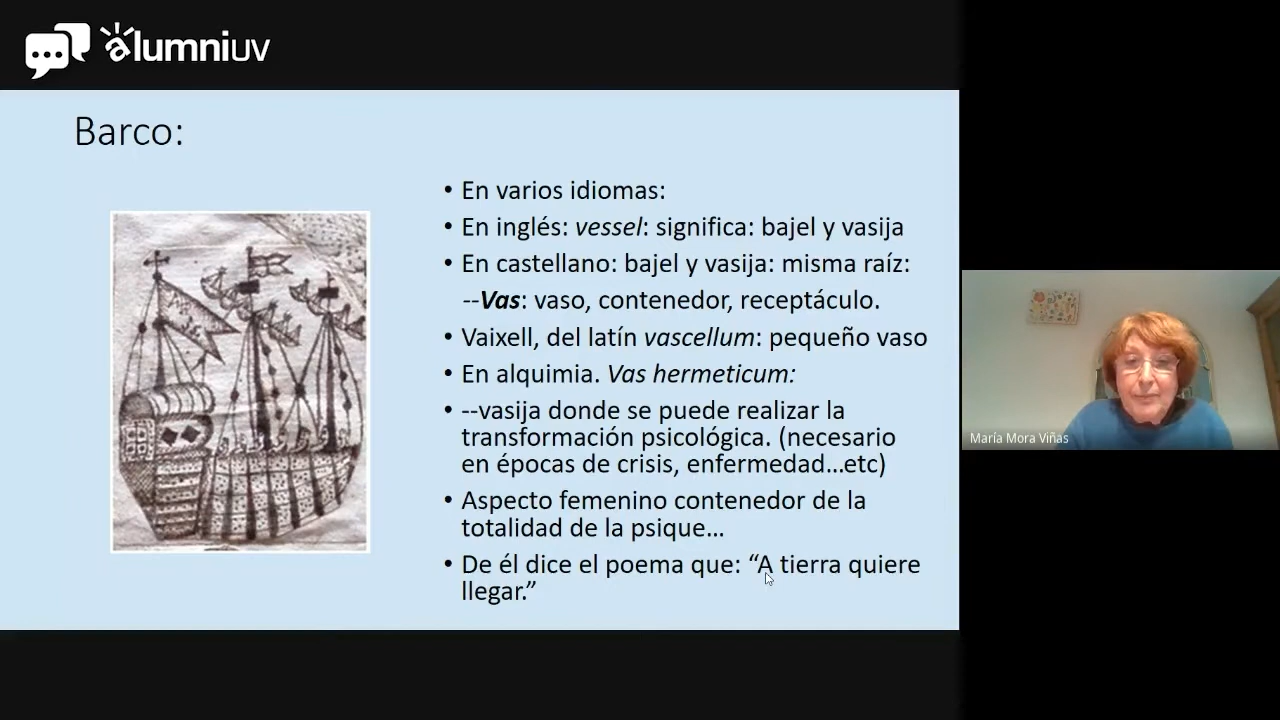 alumniuv
Barco:
• En varios idiomas:
• En inglés: vessel: significa: bajel y vasija
• En castellano: bajel y vasija: misma raíz:
--Vas: vaso, contenedor, receptáculo.
• Vaixell, del latín vascellum: pequeño vaso
• En alquimia. Vas hermeticum:
• --vasija donde se puede realizar la
transformación psicológica. (necesario
en épocas de crisis, enfermedad...etc)
• Aspecto femenino contenedor de la
totalidad de la psique...
• De él dice el poema que: “A tierra quiere
llegar.”
María Mora Viñas